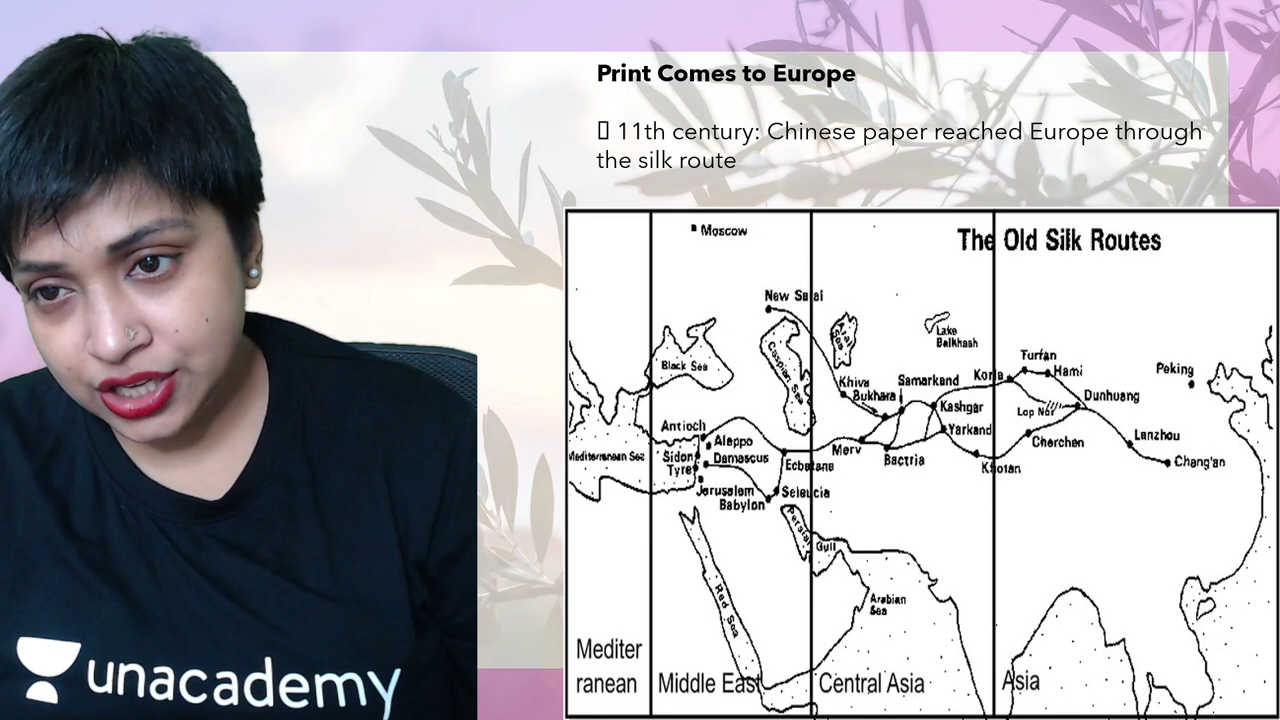 Print Comes to Europe
11th century: Chinese paper reached Europe through
the silk route
The Old Silk Routes
Moscow
New Sarai
Aral Sea
Lake
Balkhash
Caspian Sea
Black Sea
Turfan
Hami
Peking
Khiva
Bukhara
Samarkand
Korla
Dunhuang
Kashgar
Lop Nor
Antioch
Aleppo
Yarkand
Cherchen
Lanzhou
Mediterranean Sea
Sidon
Damascus
Merv
Tyre
Ecbatana
Bactria
Khotan
Chang'an
Jerusalem
Seleucia
Babylon
Persian
Gulf
Red Sea
Arabian
Sea
Mediter
ranean
Middle East
Central Asia
Asia
unacademy